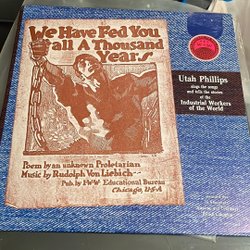 We Have Fed You
all A Thousand
Years
Poem by an unknown Proletarian
Music by Rudolph Von Liebich
Pub. by I·W·W· Educational Bureau
Chicago, U·S·A
Utah Phillips
sings the songs
and tells the stories
of the
Industrial Workers
of the World